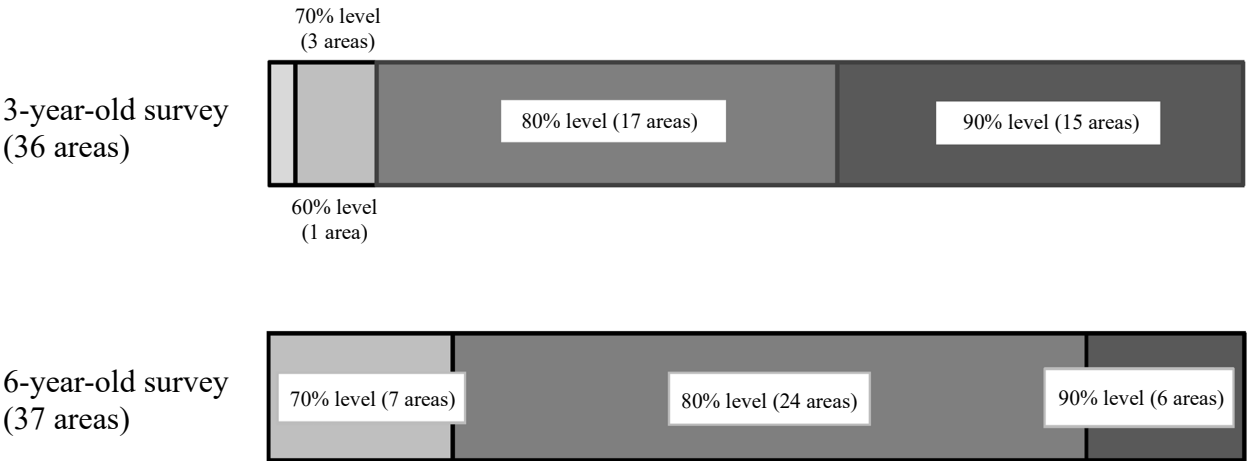 70% level
(3 areas)
3-year-old survey
(36 areas)
80% level (17 areas)
90% level (15 areas)
60% level
(1 area)
6-year-old survey
(37 areas)
70% level (7 areas)
80% level (24 areas)
90% level (6 areas)